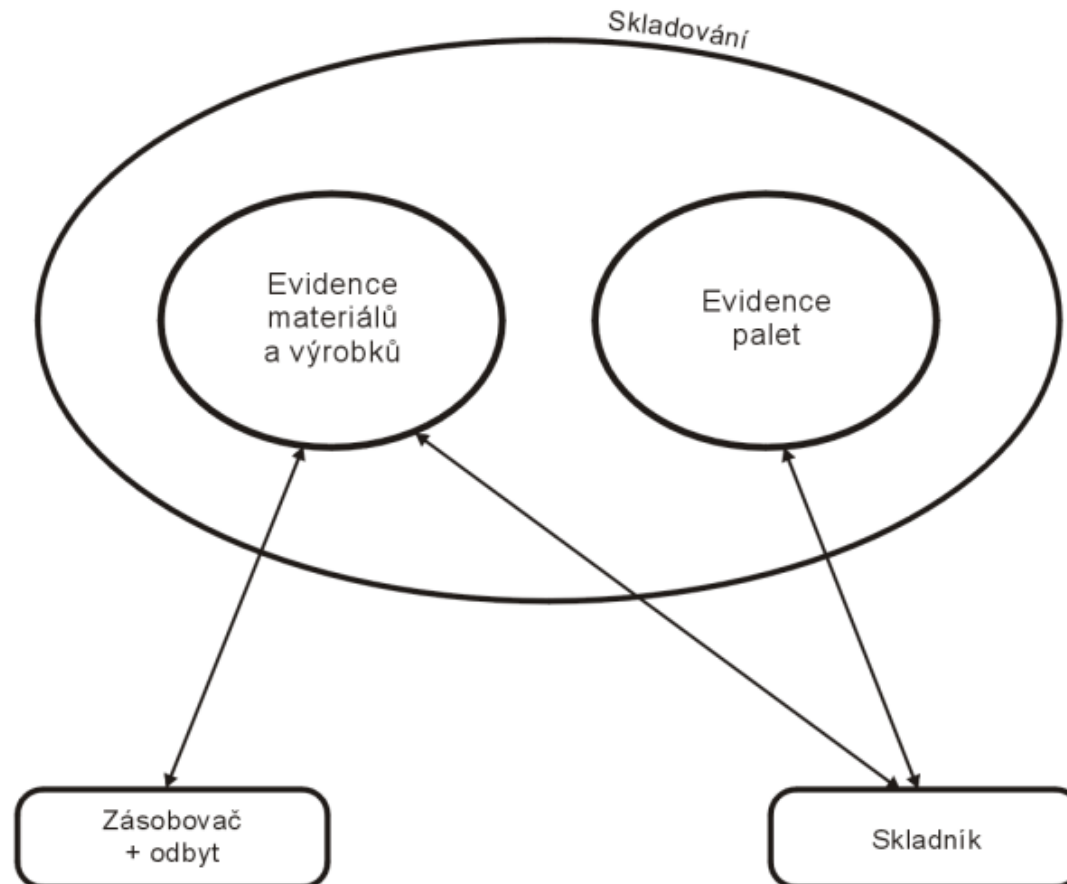 Skladování
Evidence
materiálů
a výrobků
Evidence
palet
Zásobovač
+ odbyt
Skladník